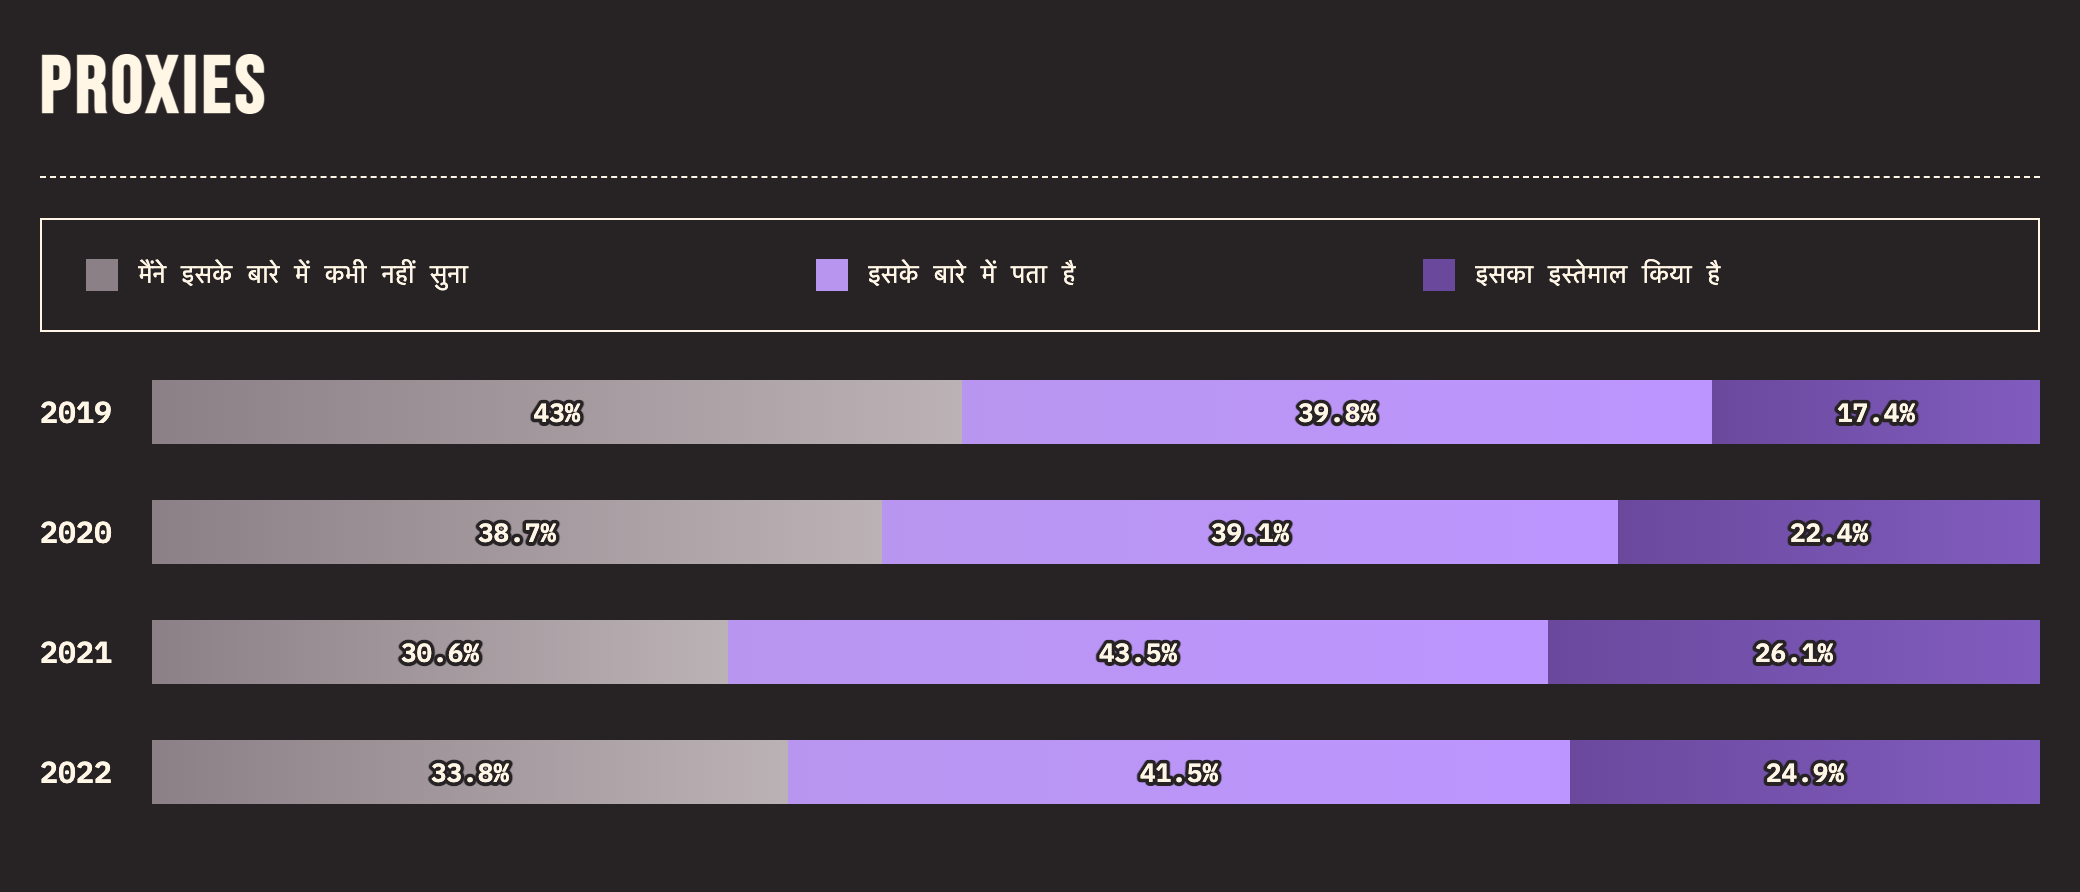 PROXIES
मैंने इसके बारे में कभी नहीं सुना इसके बारे में पता है इसका इस्तेमाल किया है
2019 43% 39.8% 17.4%
2020 38.7% 39.1% 22.4%
2021 30.6% 43.5% 26.1%
2022 33.8% 41.5% 24.9%